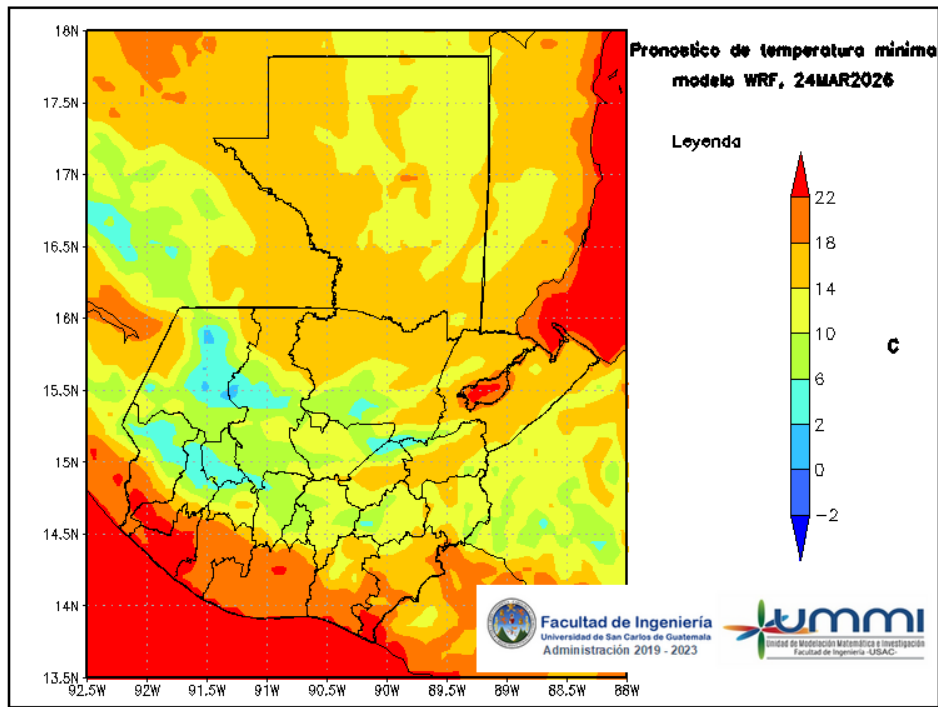 Pronostico de temperatura minima
modelo WRF, 24MAR2026
Leyenda
22
18
14
10
6
2
0
−2
C
18N
17.5N
17N
16.5N
16N
15.5N
15N
14.5N
14N
13.5N
92.5W 92W 91.5W 91W 90.5W 90W 89.5W 89W 88.5W 88W
Facultad de Ingeniería
Universidad de San Carlos de Guatemala
Administración 2019 - 2023
UMMI
Unidad de Modelación Matemática e Investigación
Facultad de Ingeniería -USAC-